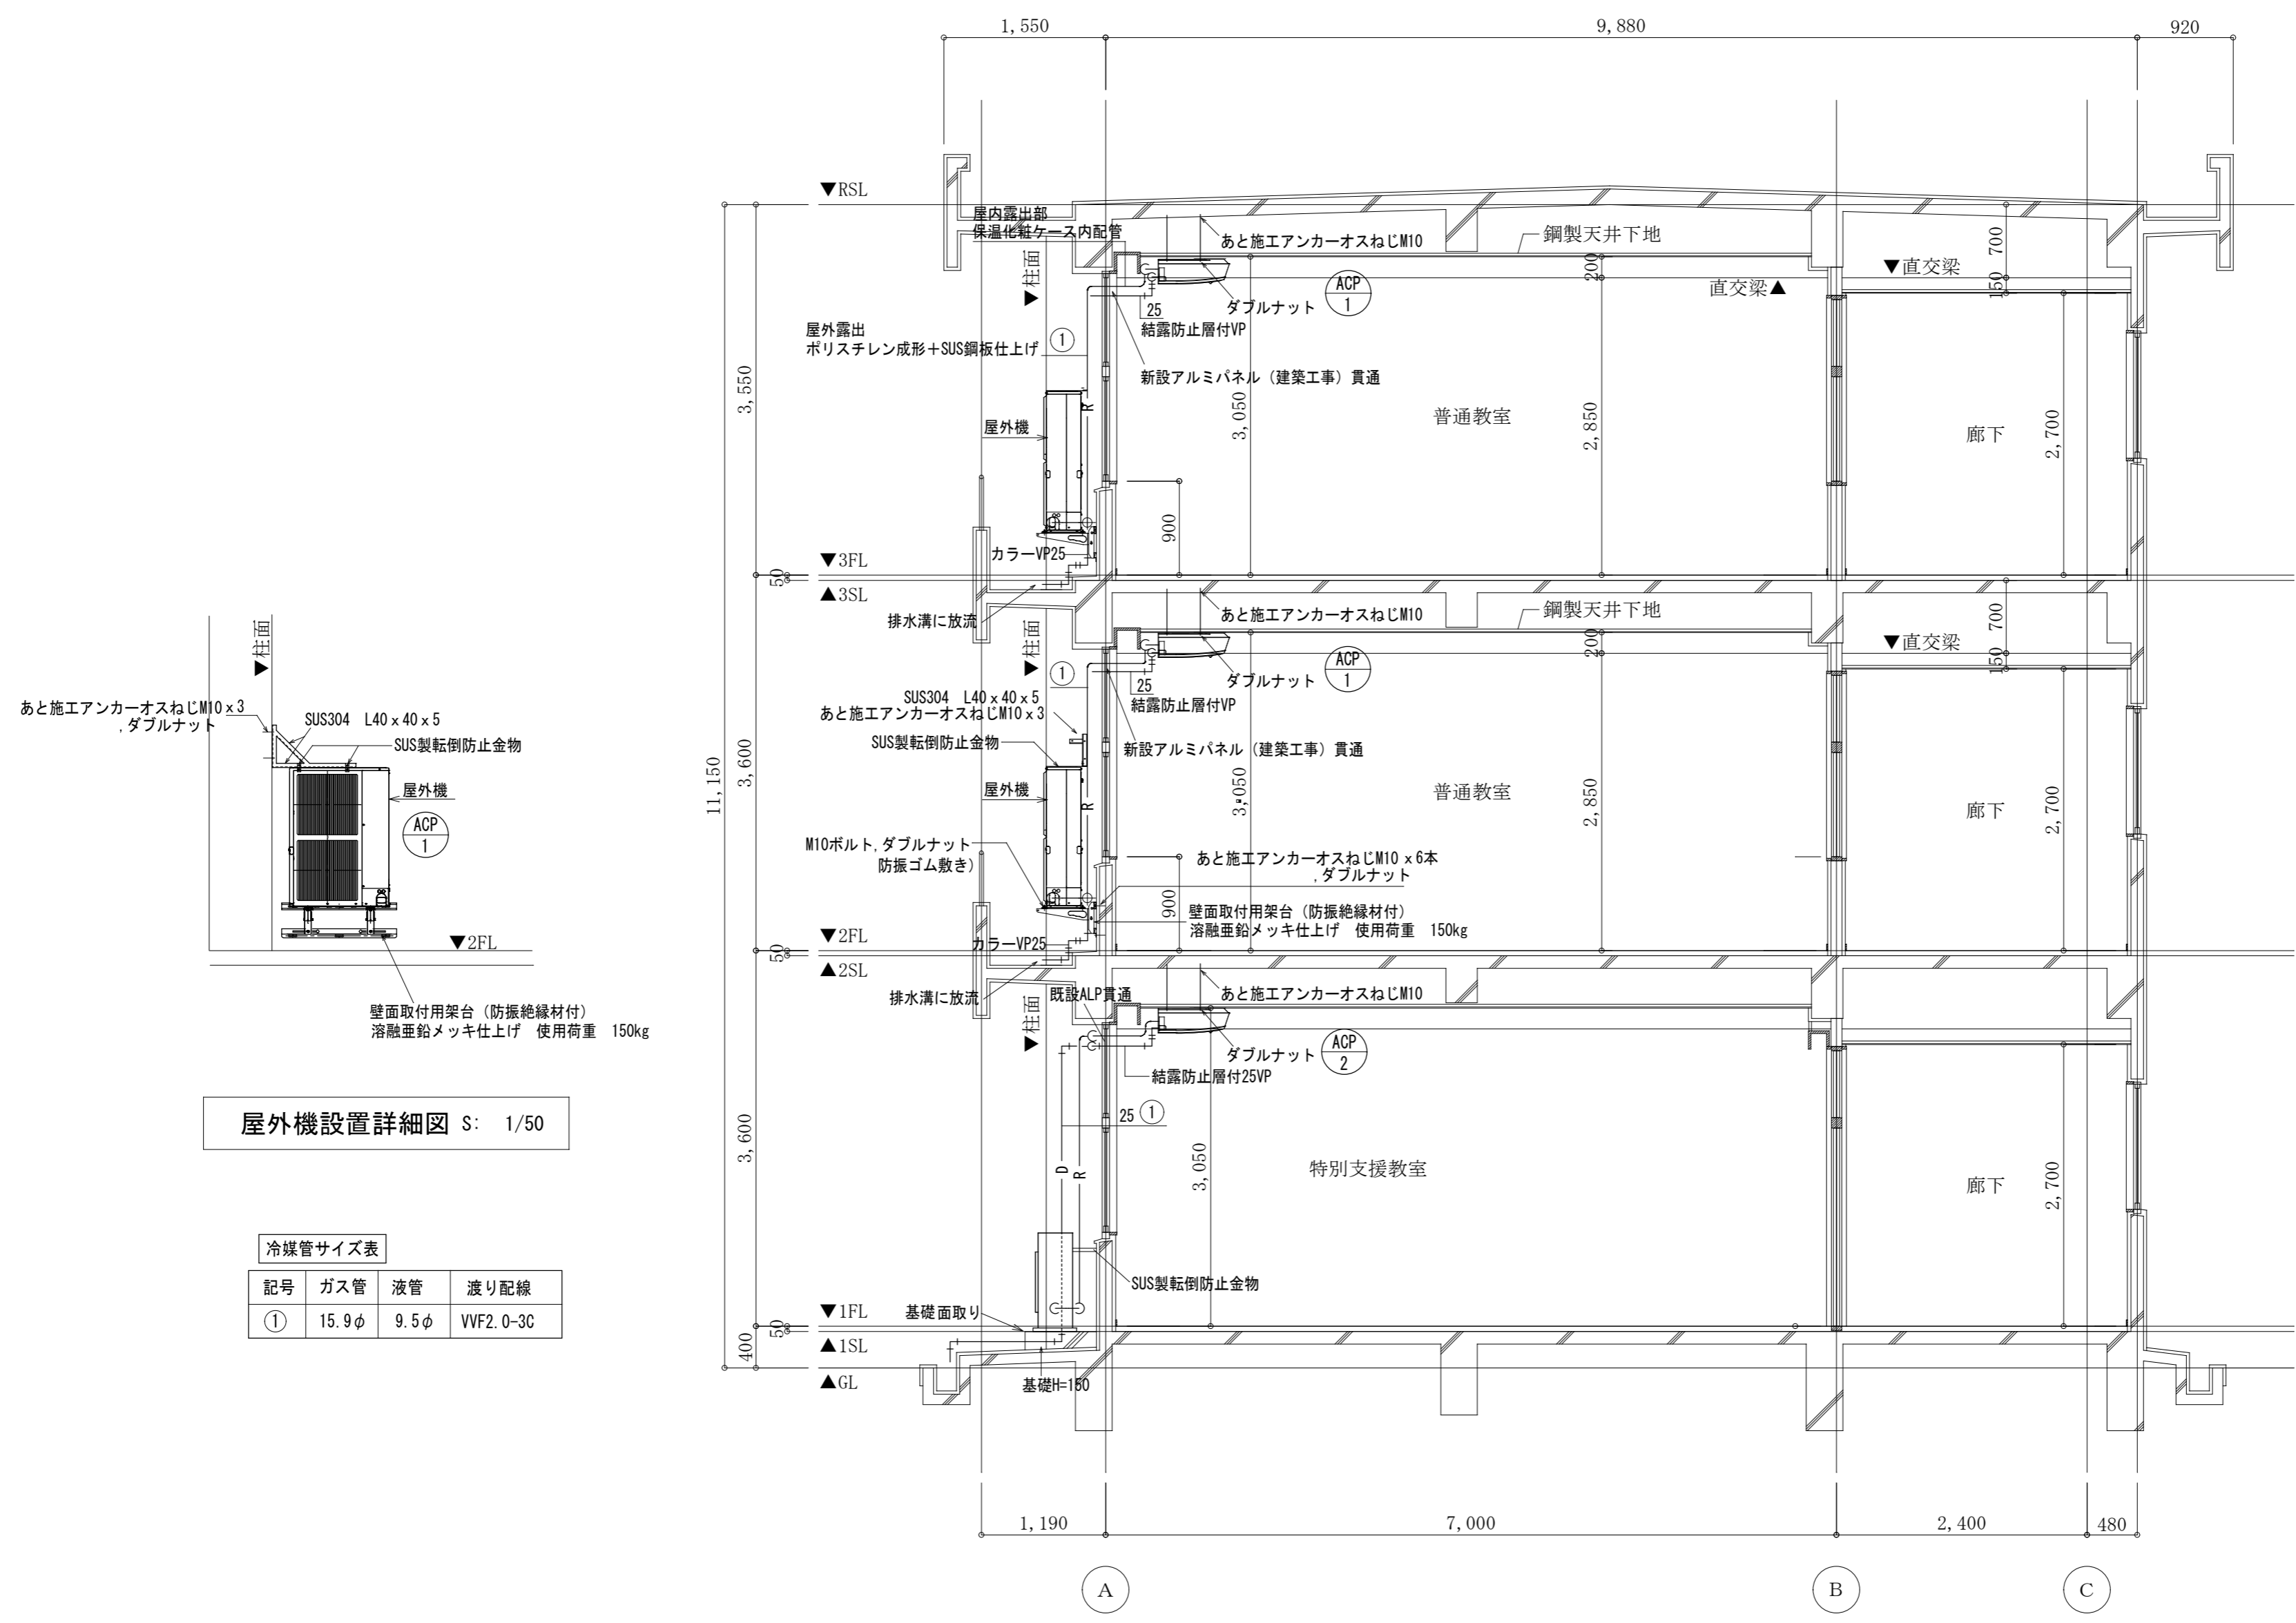 1,550
9,880
920
▼RSL
屋内露出部
保温化粧ケース内配管
あと施工アンカーオスねじM10
鋼製天井下地
▼柱面
ACP
1
ダブルナット
200
直交梁▲
▼直交梁
700
150
25
結露防止層付VP
屋外露出
ポリスチレン成形+SUS鋼板仕上げ
①
新設アルミパネル（建築工事）貫通
3,550
屋外機
R
3,050
普通教室
2,850
廊下
2,700
900
カラーVP25
▼3FL
50
▲3SL
排水溝に放流
あと施工アンカーオスねじM10
鋼製天井下地
▼柱面
ACP
1
ダブルナット
200
▼直交梁
700
150
①
25
結露防止層付VP
SUS304 L40x40x5
あと施工アンカーオスねじM10x3
SUS製転倒防止金物
新設アルミパネル（建築工事）貫通
11,150
3,600
屋外機
R
3,050
普通教室
2,850
廊下
2,700
M10ボルト,ダブルナット
防振ゴム敷き)
あと施工アンカーオスねじM10 x6本
,ダブルナット
900
壁面取付用架台（防振絶縁材付）
溶融亜鉛メッキ仕上げ 使用荷重 150kg
カラーVP25
▼2FL
50
▲2SL
排水溝に放流
既設ALP貫通
あと施工アンカーオスねじM10
▼柱面
ダブルナット
ACP
2
結露防止層付25VP
25 ①
3,600
D
R
3,050
特別支援教室
廊下
2,700
SUS製転倒防止金物
▼1FL
基礎面取り
50
400
▲1SL
▲GL
基礎H=150
1,190
7,000
2,400
480
A
B
C
▼柱面
あと施工アンカーオスねじM10x3
,ダブルナット
SUS304 L40x40x5
SUS製転倒防止金物
屋外機
ACP
1
▼2FL
壁面取付用架台（防振絶縁材付）
溶融亜鉛メッキ仕上げ 使用荷重 150kg
屋外機設置詳細図 S: 1/50
冷媒管サイズ表
記号 ガス管 液管 渡り配線
① 15.9φ 9.5φ VVF2.0-3C